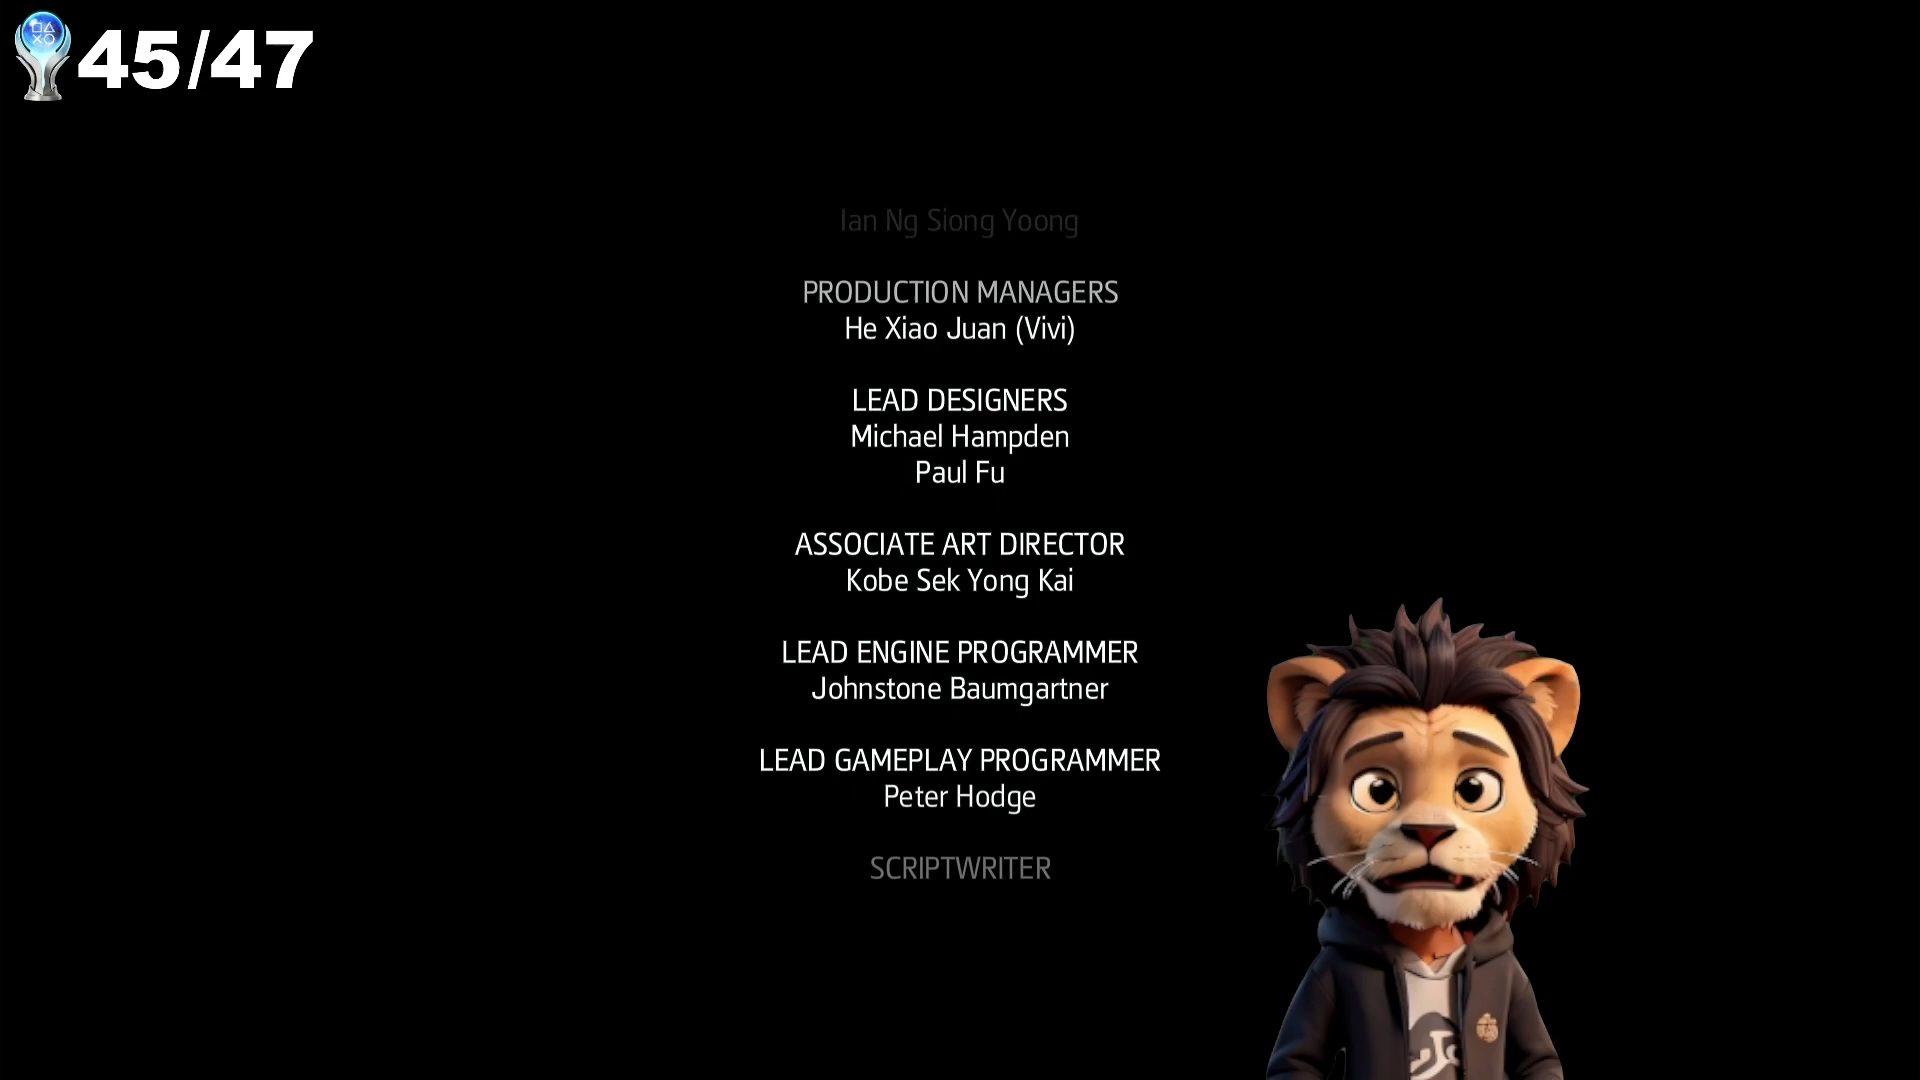 45/47
Ian Ng Siong Yoong
PRODUCTION MANAGERS
He Xiao Juan (Vivi)
LEAD DESIGNERS
Michael Hampden
Paul Fu
ASSOCIATE ART DIRECTOR
Kobe Sek Yong Kai
LEAD ENGINE PROGRAMMER
Johnstone Baumgartner
LEAD GAMEPLAY PROGRAMMER
Peter Hodge
SCRIPTWRITER